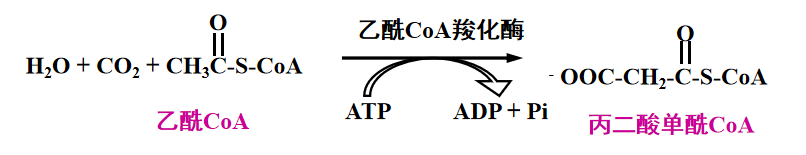 O
O
乙酰CoA羧化酶
H₂O + CO₂ + CH₃C-S-CoA
- OOC-CH₂-C-S-CoA
ATP
ADP + Pi
乙酰CoA
丙二酸单酰CoA